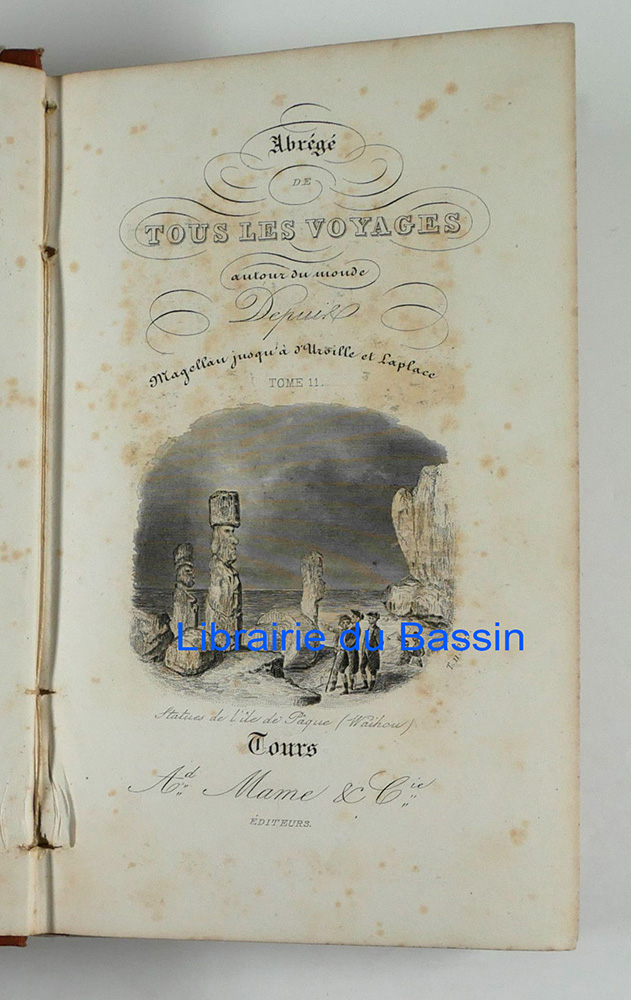 Abrégé
DE
TOUS LES VOYAGES
autour du monde
Depuis
Magellan jusqu'à d'Urville et Laplace
TOME 11.
Librairie du Bassin
Statues de l'île de Pâque (Waihou)
Tours
Ad. Mame & Cie
ÉDITEURS.